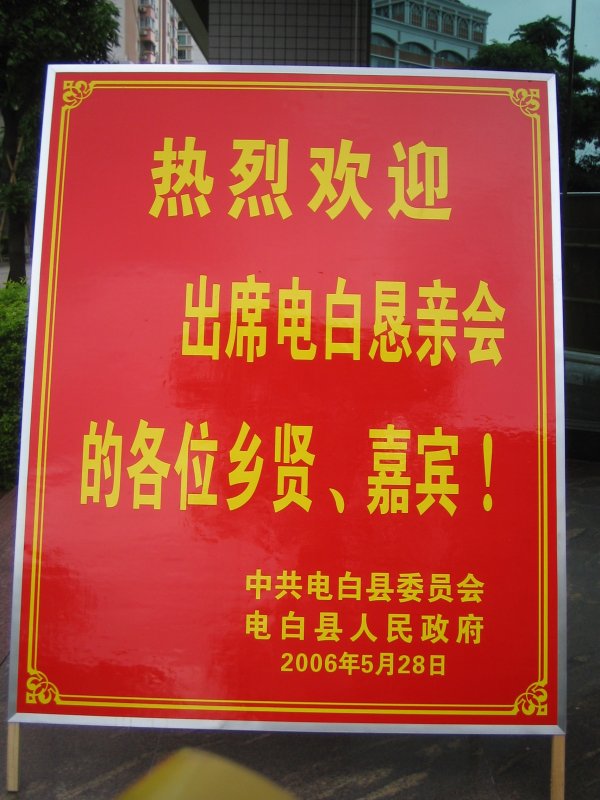 热烈欢迎
出席电白恳亲会
的各位乡贤、嘉宾！
中共电白县委员会
电白县人民政府
2006年5月28日